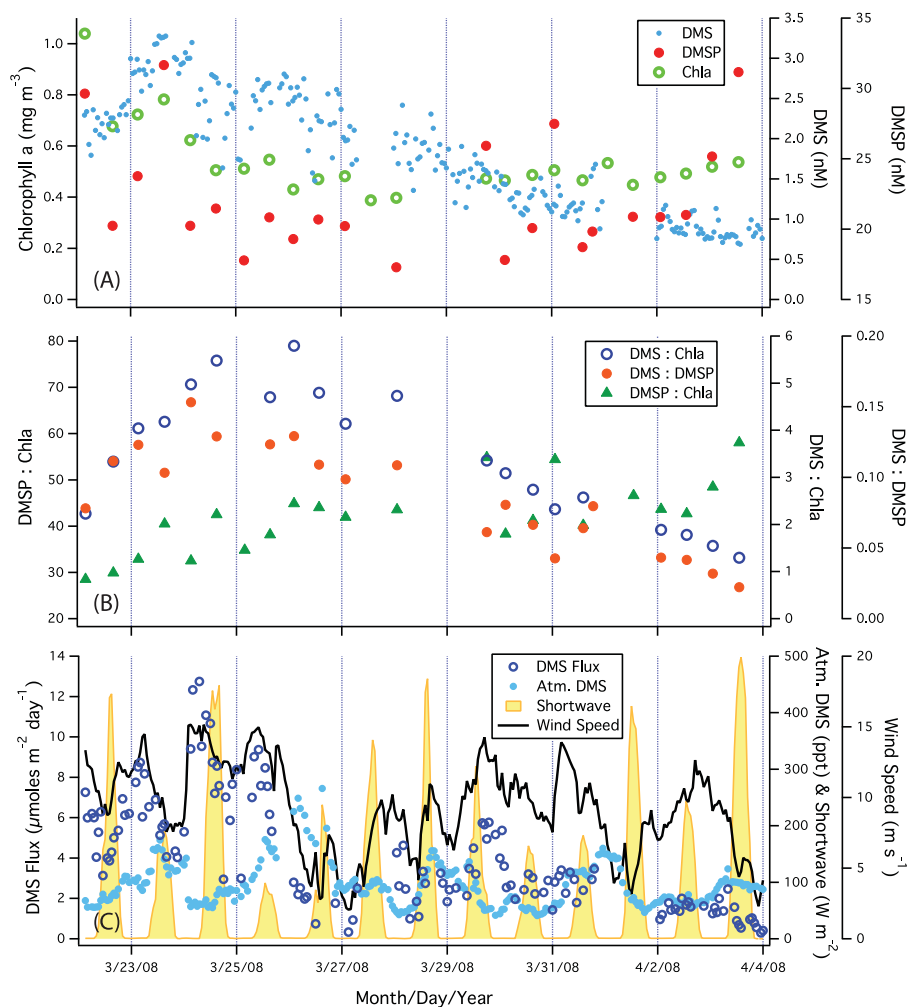 (A)
Chlorophyll a (mg m-3)
1.0
0.8
0.6
0.4
0.2
0.0
DMS
DMSP
Chla
3.5
3.0
2.5
2.0
1.5
1.0
0.5
0.0
DMS (nM)
35
30
25
20
15
DMSP (nM)
(B)
DMSP : Chla
80
70
60
50
40
30
20
DMS : Chla
DMS : DMSP
DMSP : Chla
6
5
4
3
2
1
0
DMS : Chla
0.20
0.15
0.10
0.05
0.00
DMS : DMSP
(C)
DMS Flux (μmoles m-2 day-1)
14
12
10
8
6
4
2
0
DMS Flux
Atm. DMS
Shortwave
Wind Speed
500
400
300
200
100
0
Atm. DMS (ppt) & Shortwave (W m-2)
20
15
10
5
0
Wind Speed (m s-1)
3/23/08
3/25/08
3/27/08
3/29/08
3/31/08
4/2/08
4/4/08
Month/Day/Year